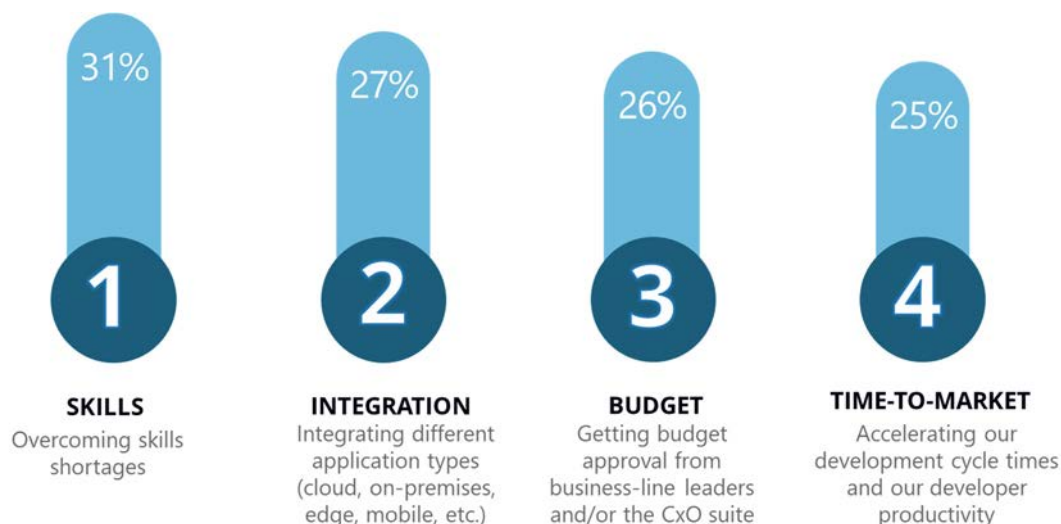 31%
27%
26%
25%
1
2
3
4
SKILLS
Overcoming skills
shortages
INTEGRATION
Integrating different
application types
(cloud, on-premises,
edge, mobile, etc.)
BUDGET
Getting budget
approval from
business-line leaders
and/or the CxO suite
TIME-TO-MARKET
Accelerating our
development cycle times
and our developer
productivity